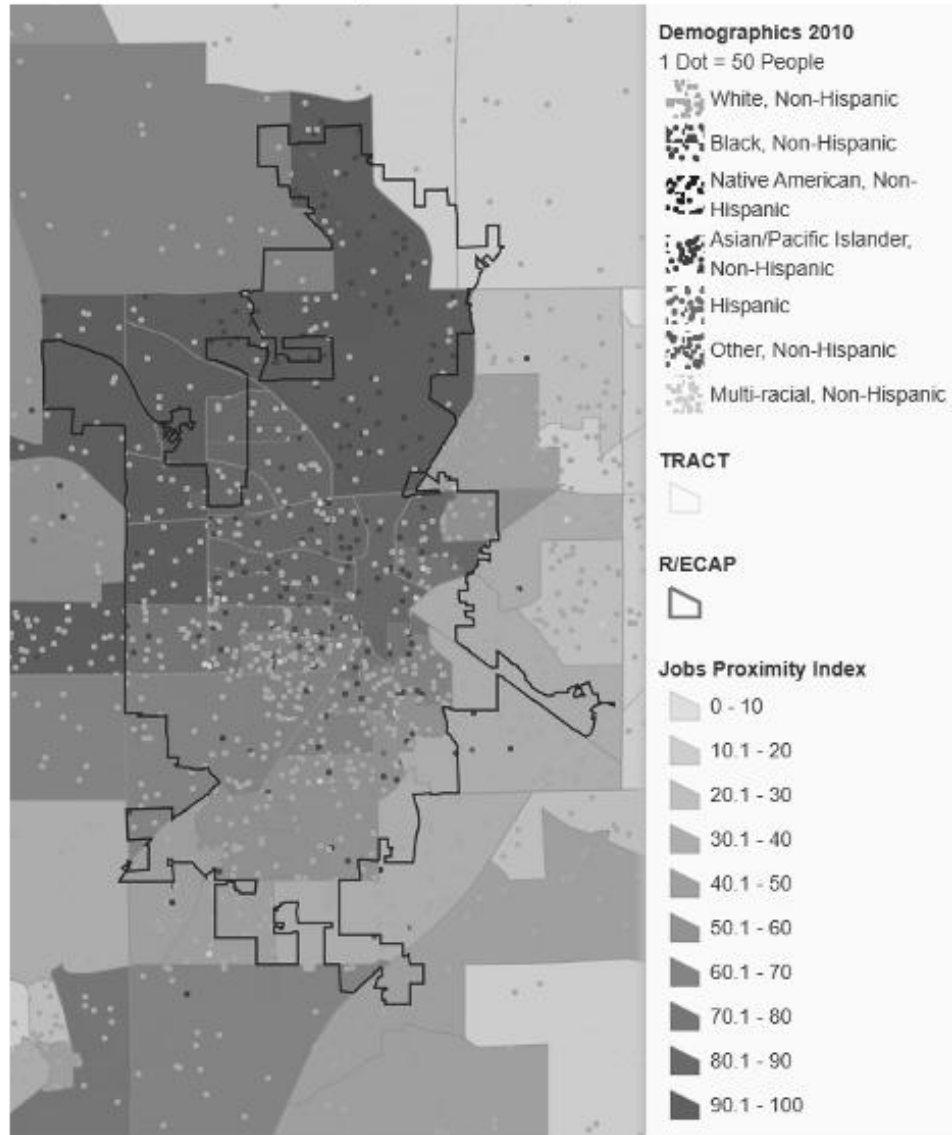 Demographics 2010
1 Dot = 50 People
White, Non-Hispanic
Black, Non-Hispanic
Native American, Non-
Hispanic
Asian/Pacific Islander,
Non-Hispanic
Hispanic
Other, Non-Hispanic
Multi-racial, Non-Hispanic
TRACT
R/ECAP
Jobs Proximity Index
0 - 10
10.1 - 20
20.1 - 30
30.1 - 40
40.1 - 50
50.1 - 60
60.1 - 70
70.1 - 80
80.1 - 90
90.1 - 100